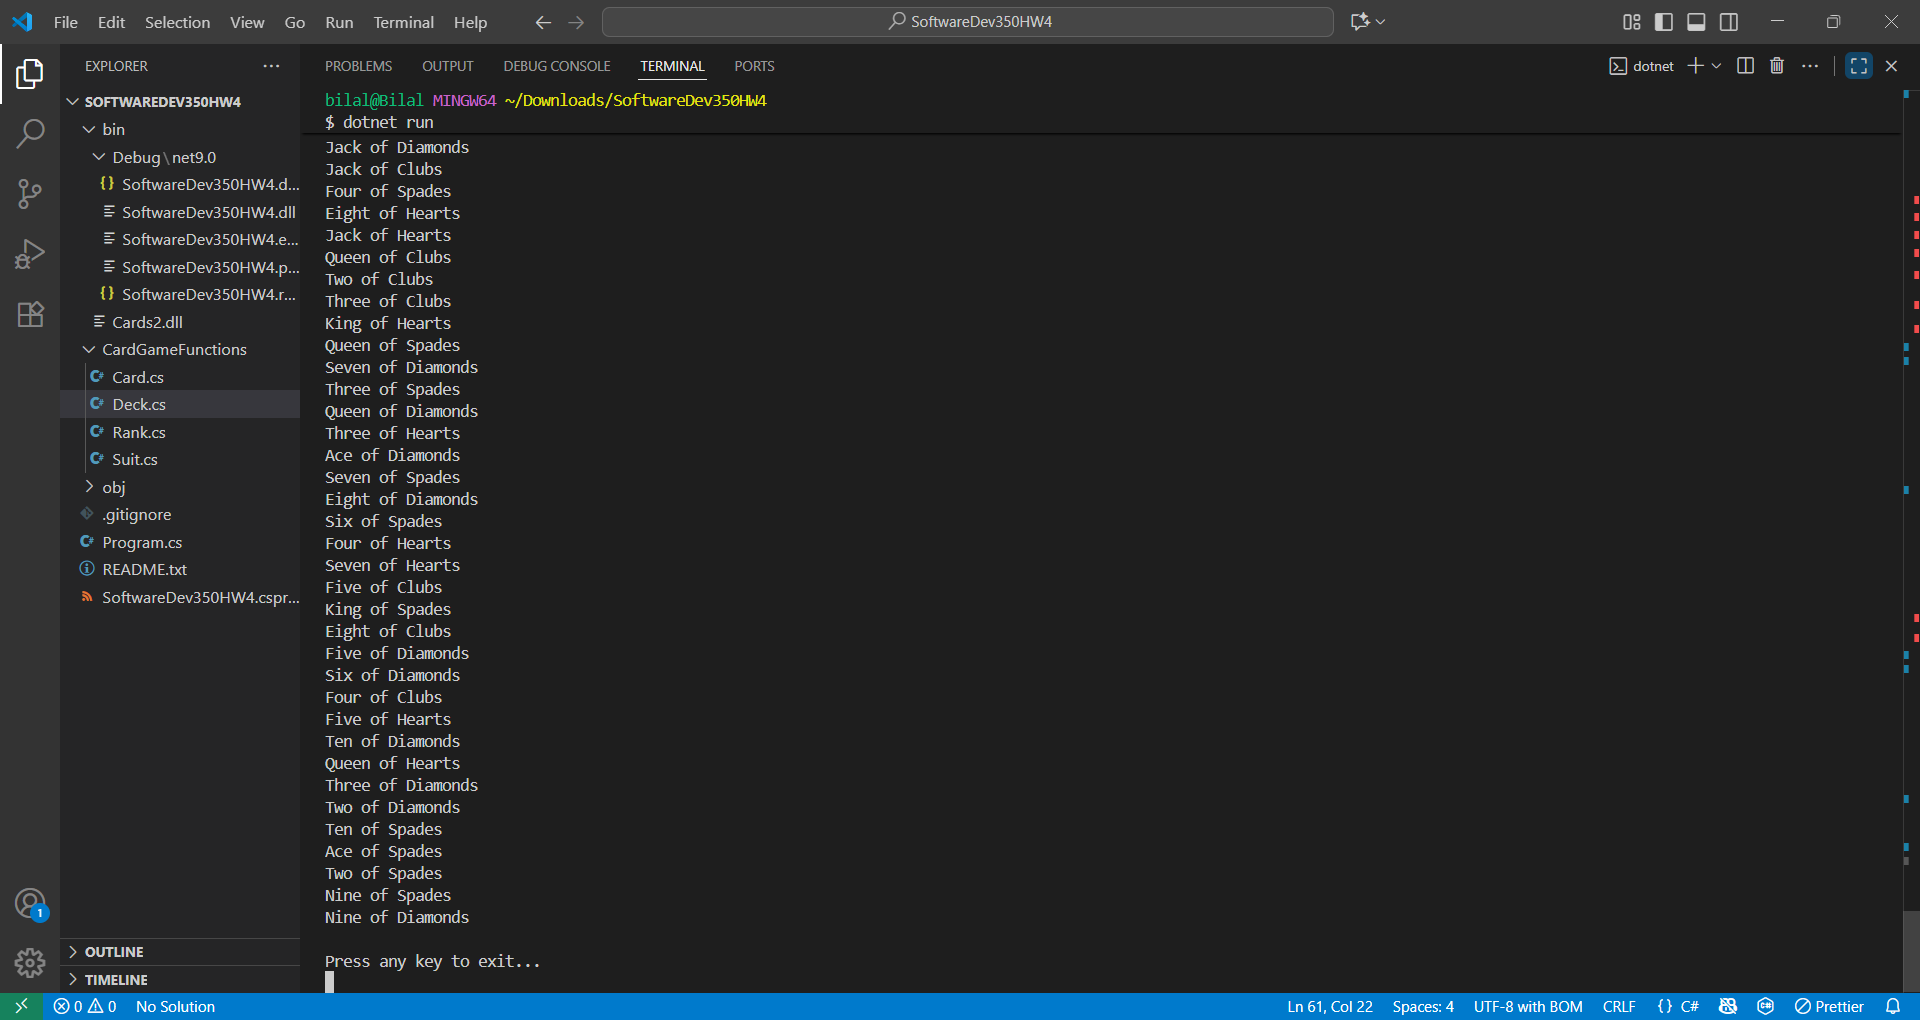 File Edit Selection View Go Run Terminal Help
SoftwareDev350HW4
EXPLORER
SOFTWAREDEV350HW4
bin
Debug\net9.0
SoftwareDev350HW4.d...
SoftwareDev350HW4.dll
SoftwareDev350HW4.e...
SoftwareDev350HW4.p...
SoftwareDev350HW4.r...
Cards2.dll
CardGameFunctions
Card.cs
Deck.cs
Rank.cs
Suit.cs
obj
.gitignore
Program.cs
README.txt
SoftwareDev350HW4.cspr...
OUTLINE
TIMELINE
PROBLEMS OUTPUT DEBUG CONSOLE TERMINAL PORTS
dotnet
bilal@Bilal MINGW64 ~/Downloads/SoftwareDev350HW4
$ dotnet run
Jack of Diamonds
Jack of Clubs
Four of Spades
Eight of Hearts
Jack of Hearts
Queen of Clubs
Two of Clubs
Three of Clubs
King of Hearts
Queen of Spades
Seven of Diamonds
Three of Spades
Queen of Diamonds
Three of Hearts
Ace of Diamonds
Seven of Spades
Eight of Diamonds
Six of Spades
Four of Hearts
Seven of Hearts
Five of Clubs
King of Spades
Eight of Clubs
Five of Diamonds
Six of Diamonds
Four of Clubs
Five of Hearts
Ten of Diamonds
Queen of Hearts
Three of Diamonds
Two of Diamonds
Ten of Spades
Ace of Spades
Two of Spades
Nine of Spades
Nine of Diamonds
Press any key to exit...
1
0 0 No Solution
Ln 61, Col 22 Spaces: 4 UTF-8 with BOM CRLF {} C# Prettier